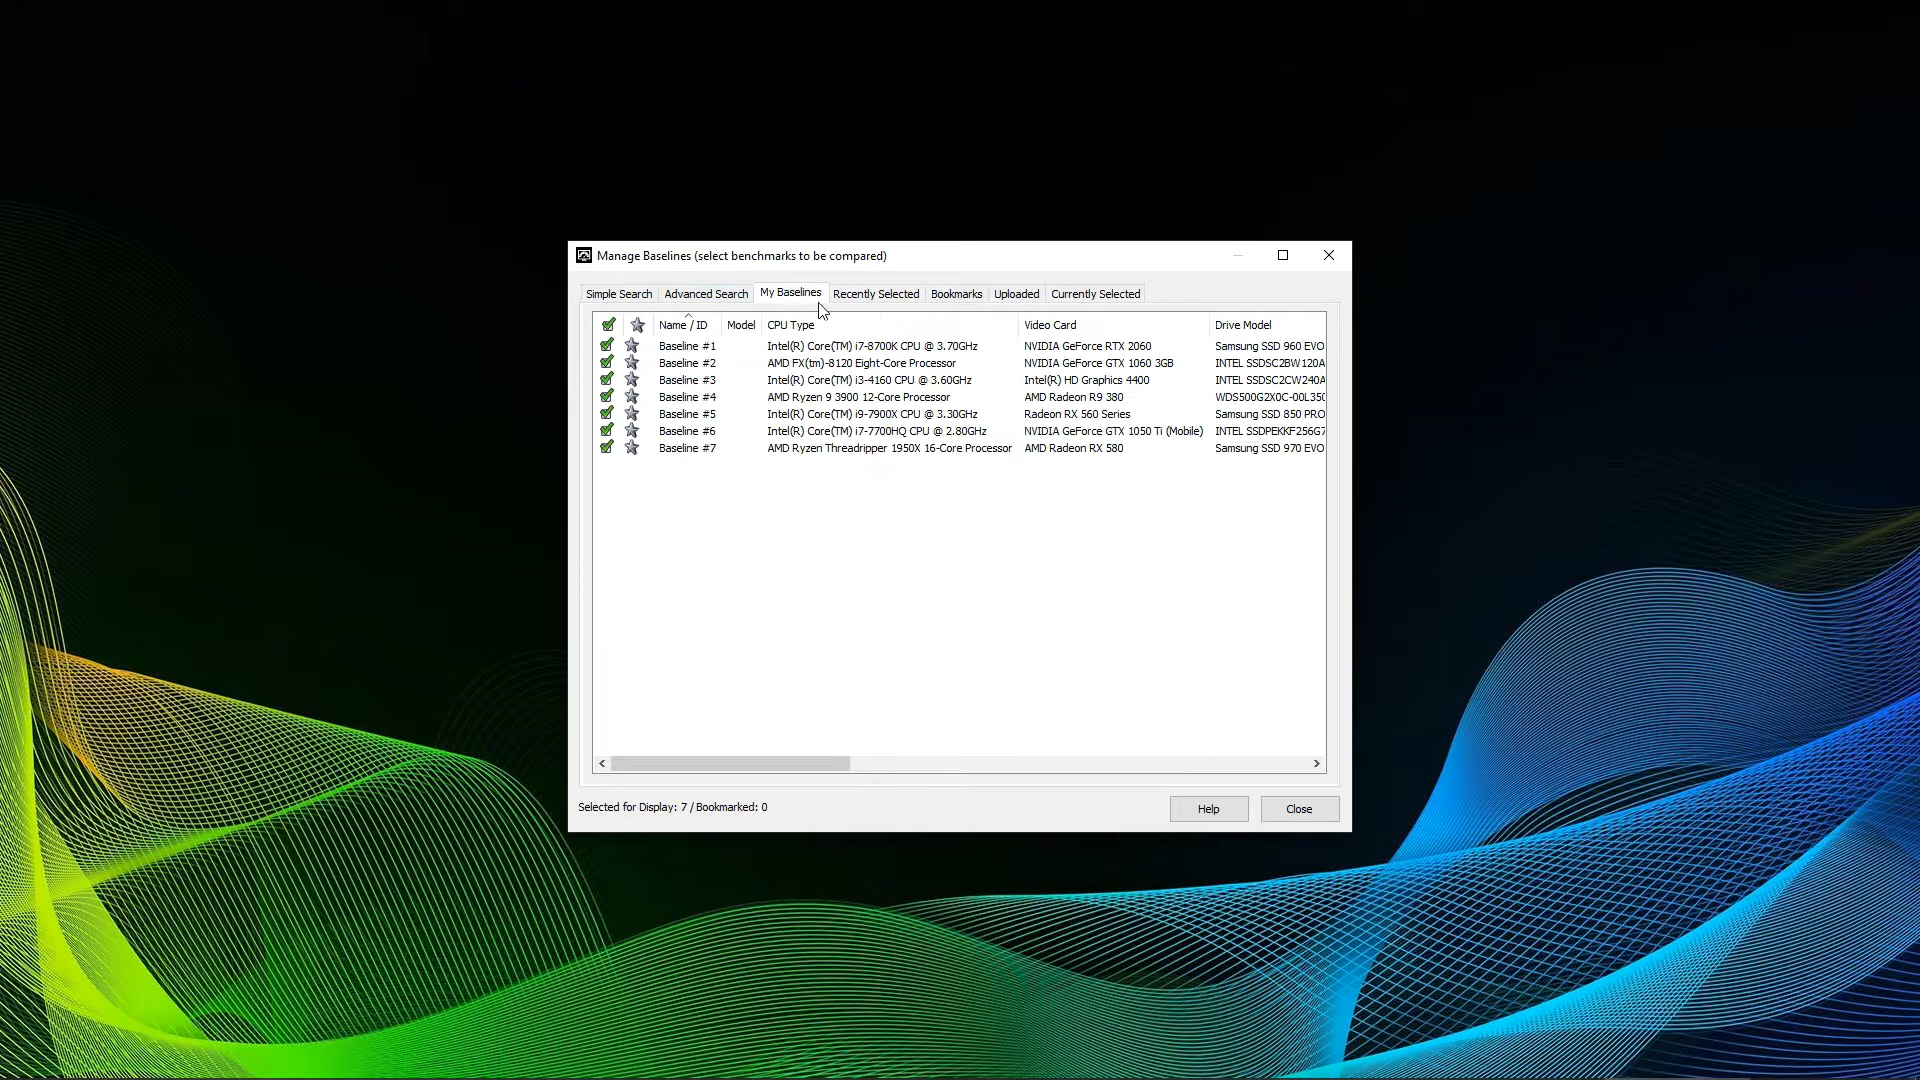 Manage Baselines (select benchmarks to be compared)
Simple Search Advanced Search My Baselines Recently Selected Bookmarks Uploaded Currently Selected
Name / ID Model CPU Type Video Card Drive Model
Baseline #1 Intel(R) Core(TM) i7-8700K CPU @ 3.70GHz NVIDIA GeForce RTX 2060 Samsung SSD 960 EVO
Baseline #2 AMD FX(tm)-8120 Eight-Core Processor NVIDIA GeForce GTX 1060 3GB INTEL SSDSC2BW120A
Baseline #3 Intel(R) Core(TM) i3-4160 CPU @ 3.60GHz Intel(R) HD Graphics 4400 INTEL SSDSC2CW240A
Baseline #4 AMD Ryzen 9 3900 12-Core Processor AMD Radeon R9 380 WDS500G2X0C-00L350
Baseline #5 Intel(R) Core(TM) i9-7900X CPU @ 3.30GHz Radeon RX 560 Series Samsung SSD 850 PRO
Baseline #6 Intel(R) Core(TM) i7-7700HQ CPU @ 2.80GHz NVIDIA GeForce GTX 1050 Ti (Mobile) INTEL SSDPEKKF256G7
Baseline #7 AMD Ryzen Threadripper 1950X 16-Core Processor AMD Radeon RX 580 Samsung SSD 970 EVO
Selected for Display: 7 / Bookmarked: 0 Help Close